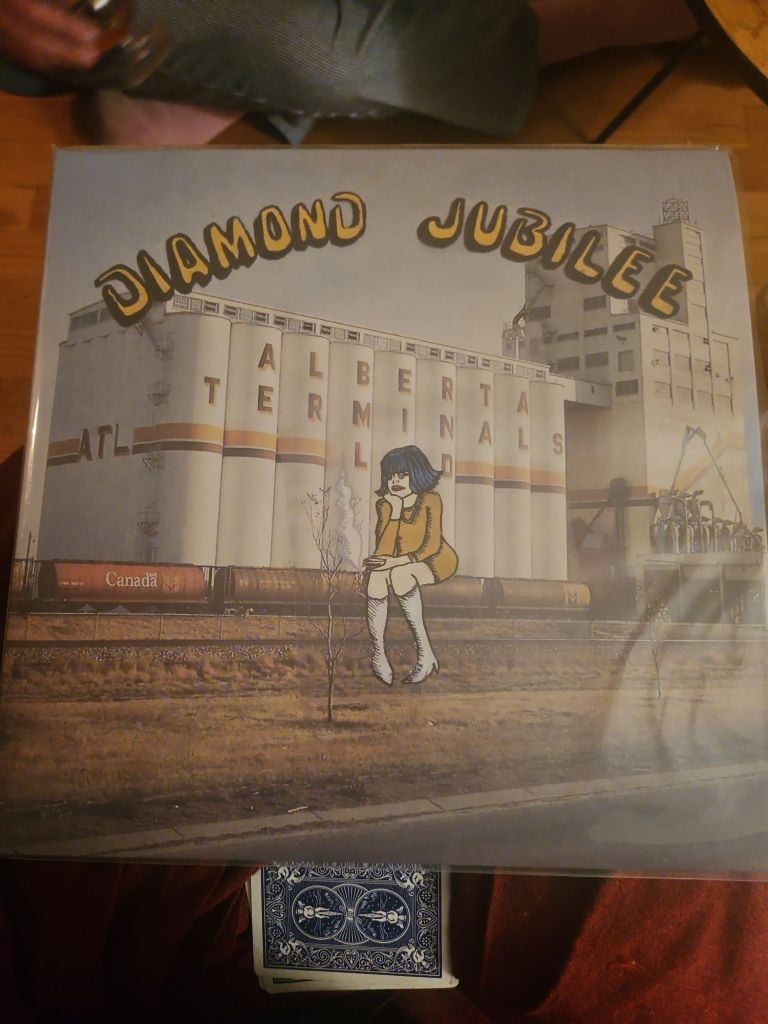 DIAMOND JUBILEE
ALBERTA
ATL TERMINALS
Canada